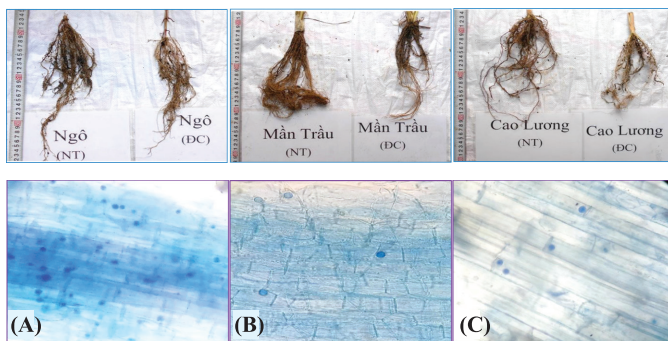 Ngô
(NT)
Ngô
(ĐC)
Mần Trầu
(NT)
Mần Trầu
(ĐC)
Cao Lương
(NT)
Cao Lương
(ĐC)
(A)
(B)
(C)